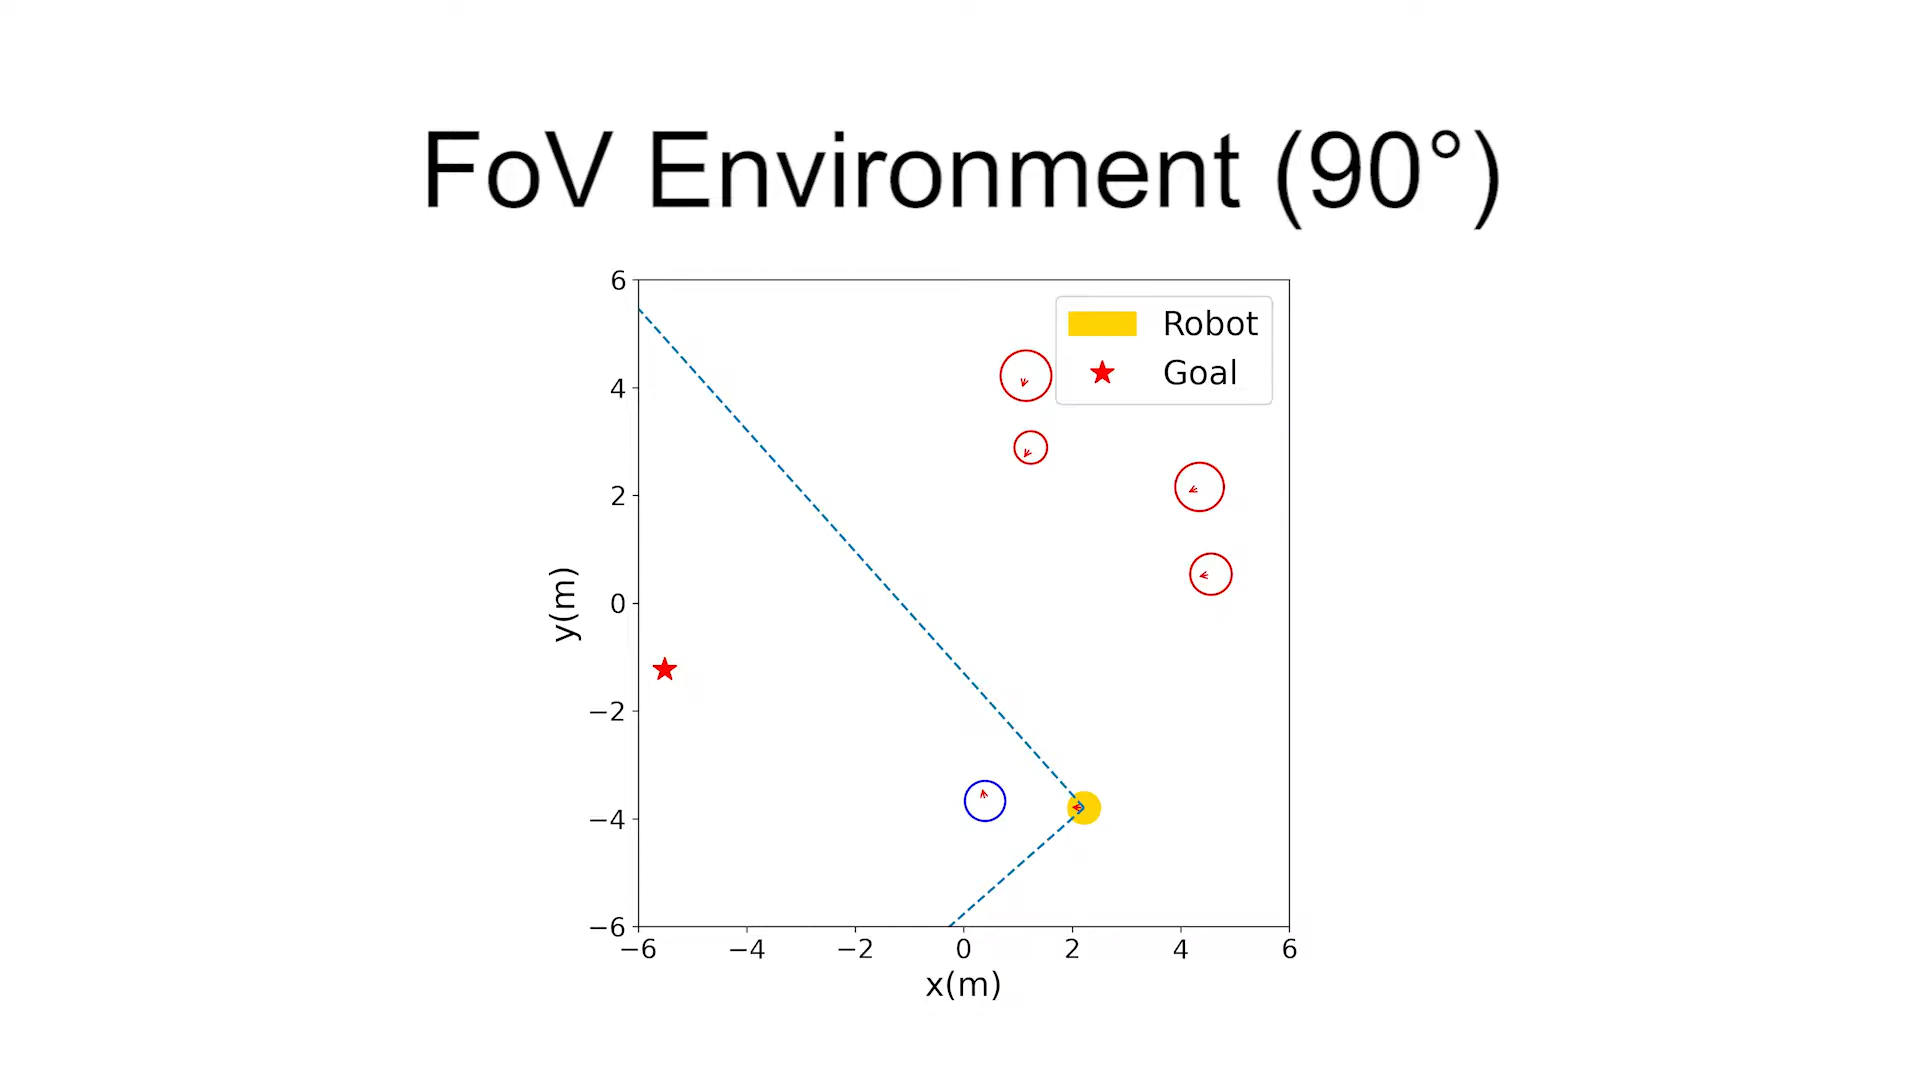 FoV Environment (90°)
6
Robot
Goal
4
2
y(m)
0
−2
−4
−6
−6 −4 −2 0 2 4 6
x(m)